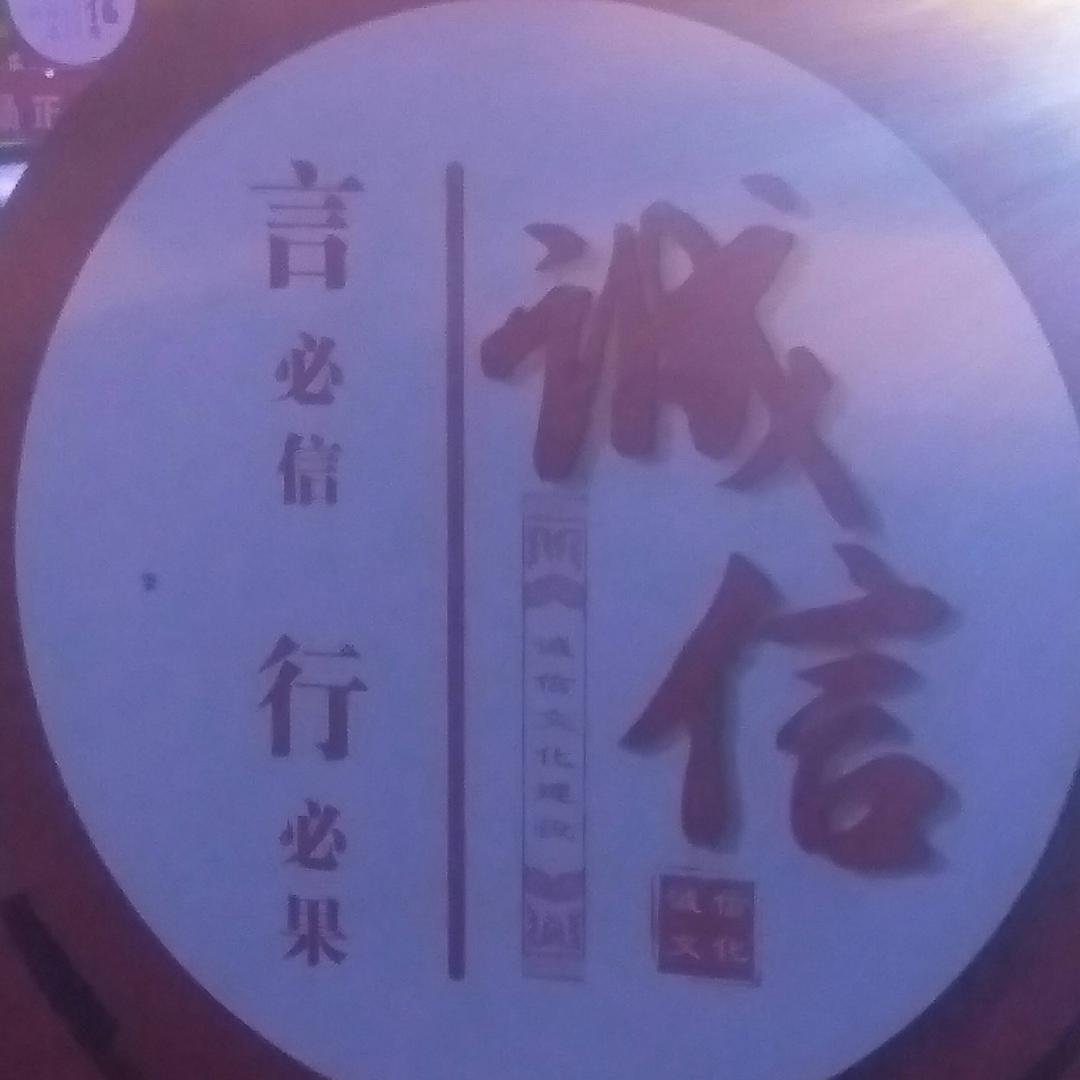 诚信
诚信文化建设
诚信
文化
言必信 行必果